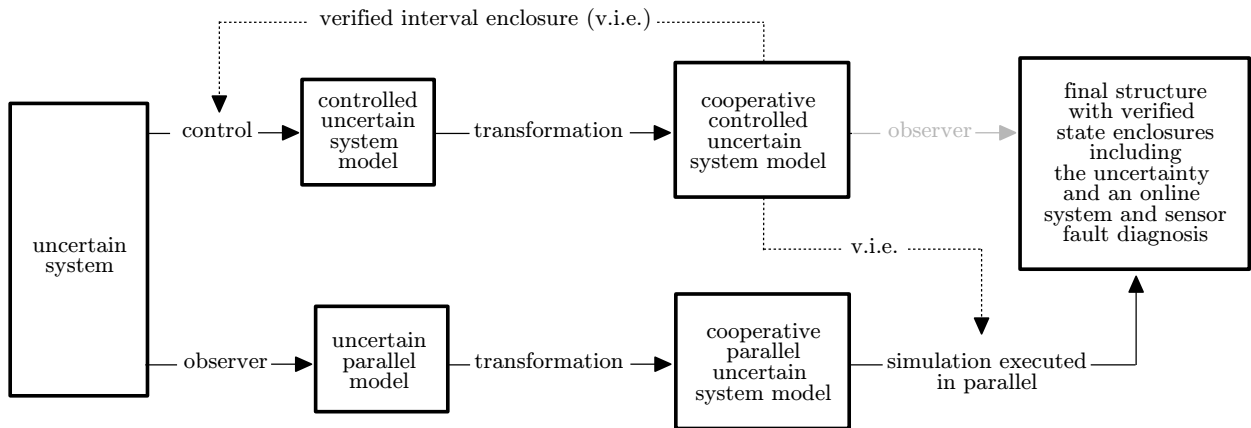 verified interval enclosure (v.i.e.)
uncertain
system
control
controlled
uncertain
system
model
transformation
cooperative
controlled
uncertain
system model
observer
final structure
with verified
state enclosures
including
the uncertainty
and an online
system and sensor
fault diagnosis
v.i.e.
observer
uncertain
parallel
model
transformation
cooperative
parallel
uncertain
system model
simulation executed
in parallel